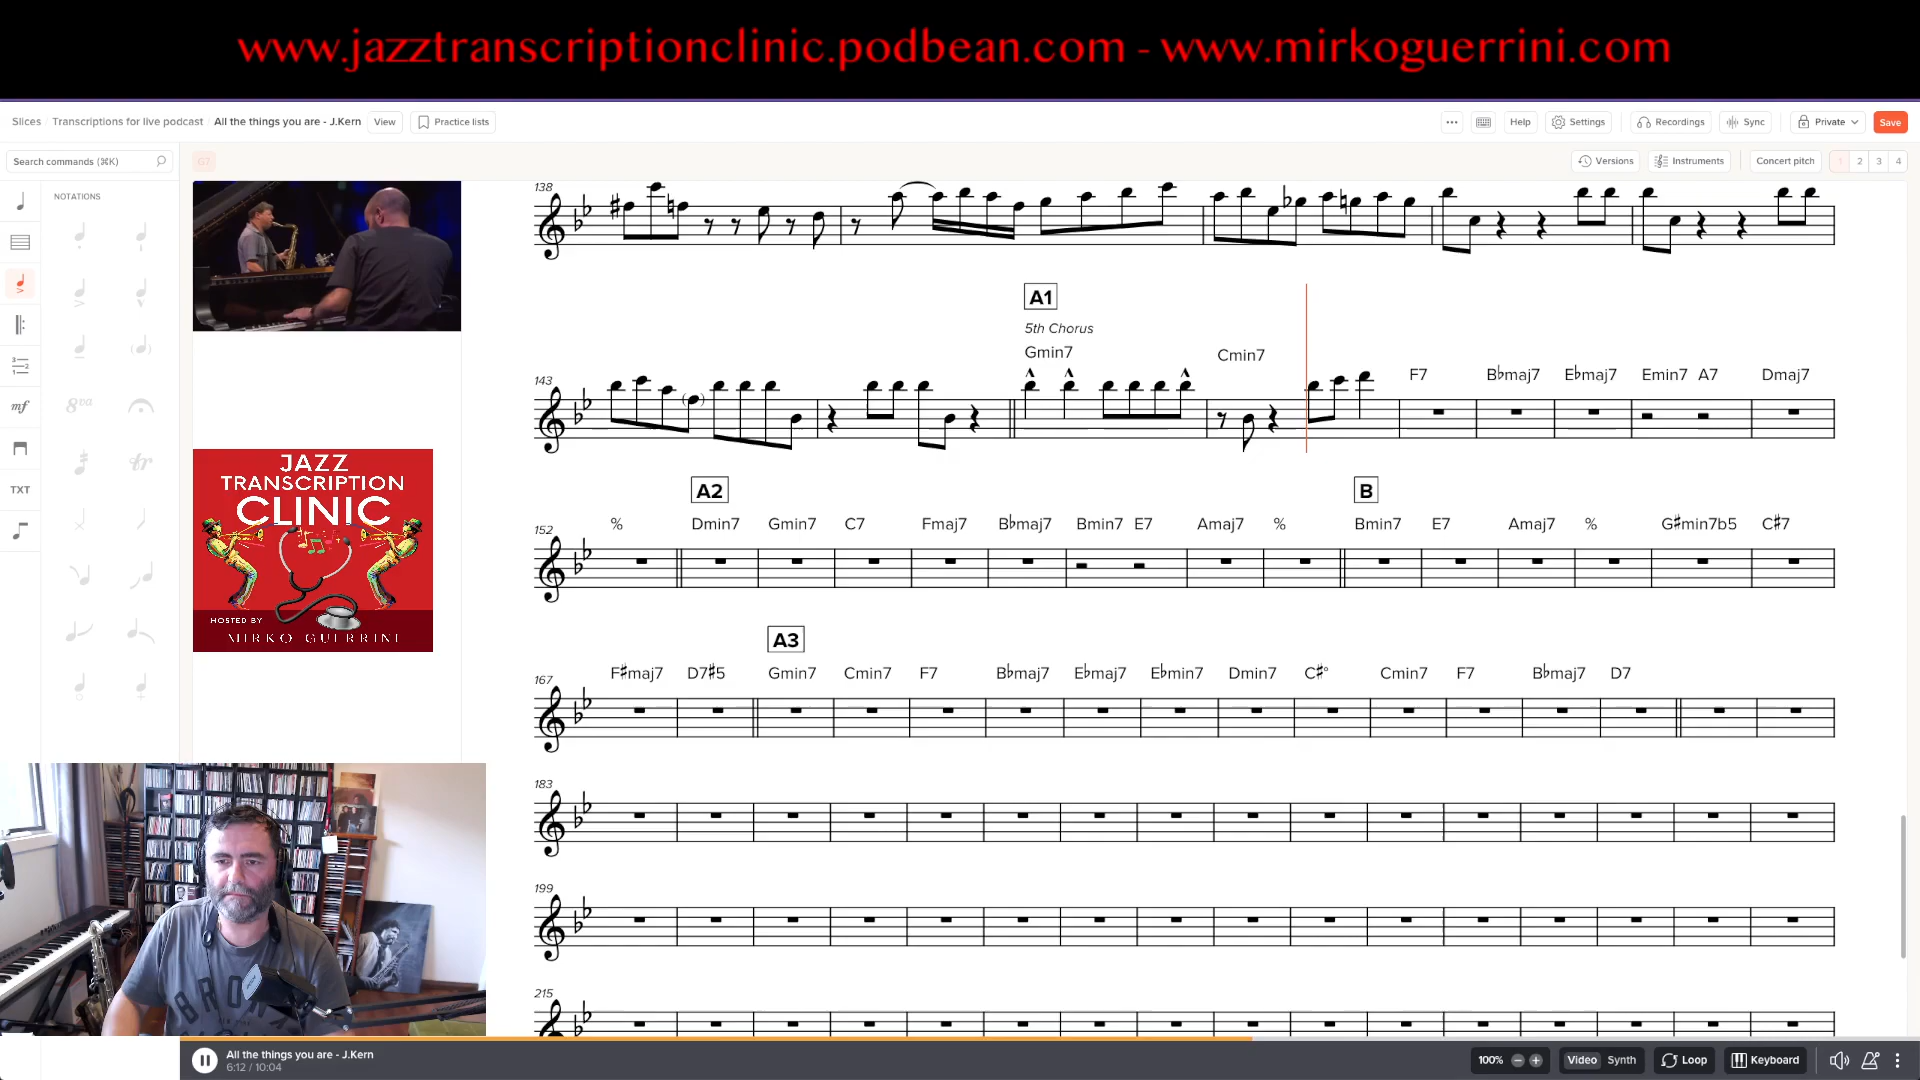 www.jazztranscriptionclinic.podbean.com - www.mirkoguerrini.com
Slices / Transcriptions for live podcast / All the things you are - J.Kern View Practice lists ... Help Settings Recordings Sync Private Save
Search commands (⌘K) G7 Versions Instruments Concert pitch 1 2 3 4
NOTATIONS
138
A1
5th Chorus
Gmin7 Cmin7 F7 B♭maj7 E♭maj7 Emin7 A7 Dmaj7
143
mf
8va
tr
TXT
JAZZ
TRANSCRIPTION
CLINIC
HOSTED BY
MIRKO GUERRINI
A2 B
% Dmin7 Gmin7 C7 Fmaj7 B♭maj7 Bmin7 E7 Amaj7 % Bmin7 E7 Amaj7 % G♯min7b5 C♯7
152
A3
F♯maj7 D7♯5 Gmin7 Cmin7 F7 B♭maj7 E♭maj7 E♭min7 Dmin7 C♯° Cmin7 F7 B♭maj7 D7
167
183
199
215
All the things you are - J.Kern
6:12 / 10:04
100% Video Synth Loop Keyboard